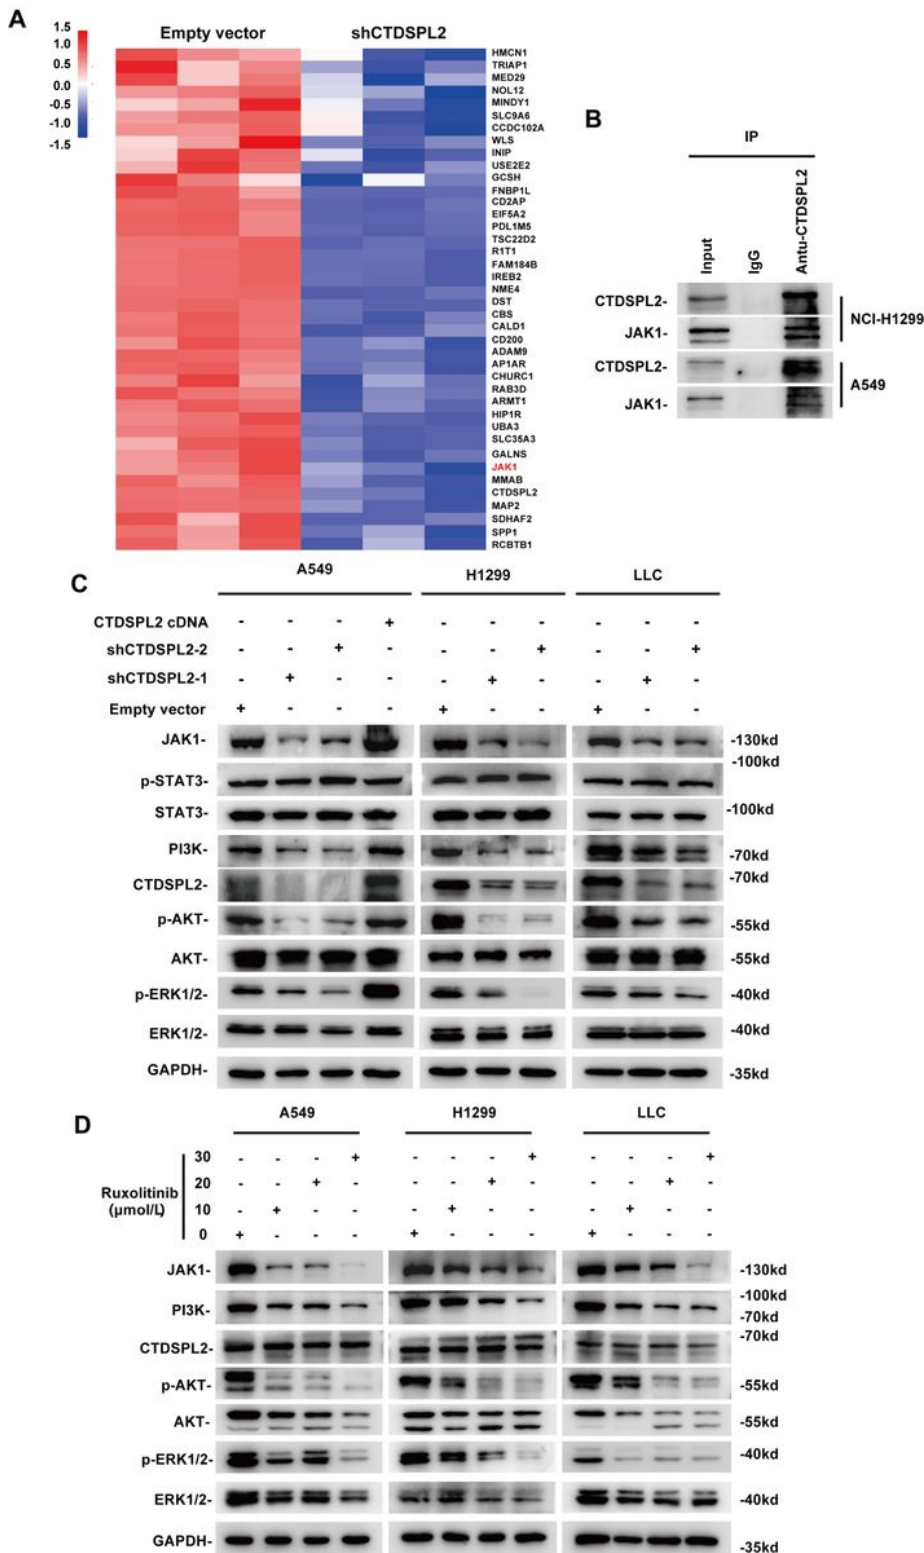 A
Empty vector shCTDSPL2
1.5
1.0
0.5
0.0
-0.5
-1.0
-1.5
HMCN1
TRIAP1
MED29
NOL12
MINDY1
SLC9A6
CCDC102A
WLS
INIP
USE2E2
GCSH
FNBP1L
CD2AP
EIF5A2
PDL1M5
TSC22D2
R1T1
FAM184B
IREB2
NME4
DST
CBS
CALD1
CD200
ADAM9
AP1AR
CHURC1
RAB3D
ARMT1
HIP1R
UBA3
SLC35A3
GALNS
JAK1
MMAB
CTDSPL2
MAP2
SDHAF2
SPP1
RCBTB1
B
IP
Input IgG Antu-CTDSPL2
CTDSPL2-
JAK1-
NCI-H1299
CTDSPL2-
JAK1-
A549
C
A549 H1299 LLC
CTDSPL2 cDNA - - - + - - - - - -
shCTDSPL2-2 - - + - - - + - - +
shCTDSPL2-1 - + - - - + - - + -
Empty vector + - - - + - - + - -
JAK1- -130kd
-100kd
p-STAT3-
STAT3- -100kd
PI3K- -70kd
CTDSPL2- -70kd
p-AKT- -55kd
AKT- -55kd
p-ERK1/2- -40kd
ERK1/2- -40kd
GAPDH- -35kd
D
A549 H1299 LLC
Ruxolitinib
(μmol/L)
30 - - - + - - - + - - - +
20 - - + - - - + - - - + -
10 - + - - - + - - - + - -
0 + - - - + - - - + - - -
JAK1- -130kd
-100kd
PI3K- -70kd
CTDSPL2- -70kd
p-AKT- -55kd
AKT- -55kd
p-ERK1/2- -40kd
ERK1/2- -40kd
GAPDH- -35kd